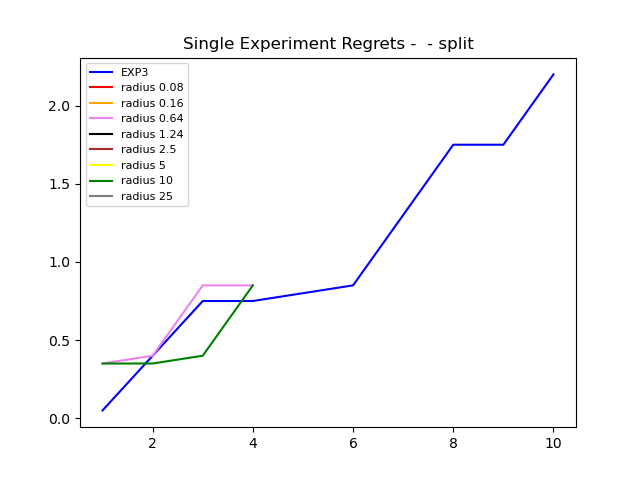 Single Experiment Regrets -  - split
EXP3
radius 0.08
radius 0.16
radius 0.64
radius 1.24
radius 2.5
radius 5
radius 10
radius 25
2.0
1.5
1.0
0.5
0.0
2 4 6 8 10